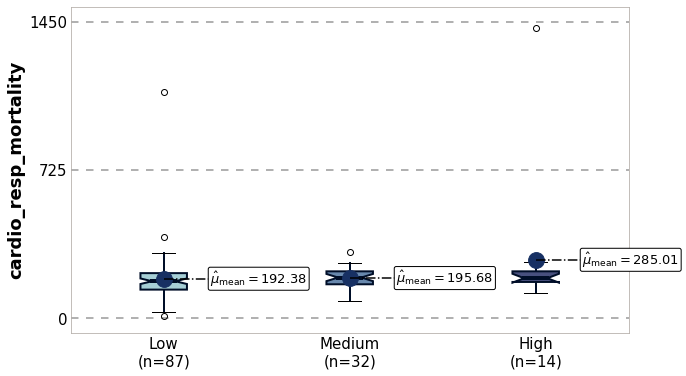 1450
725
0
cardio_resp_mortality
μ̂mean = 192.38
μ̂mean = 195.68
μ̂mean = 285.01
Low
(n=87)
Medium
(n=32)
High
(n=14)